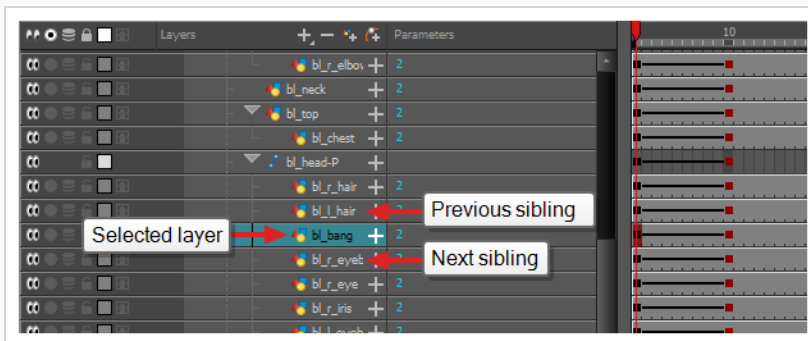 Layers Parameters 10
bl_r_elbov 2
bl_neck 2
bl_top 2
bl_chest 2
bl_head-P
bl_r_hair 2
bl_l_hair Previous sibling
Selected layer bl_bang 2
bl_r_eyeb Next sibling
bl_r_eye 2
bl_r_iris 2
2